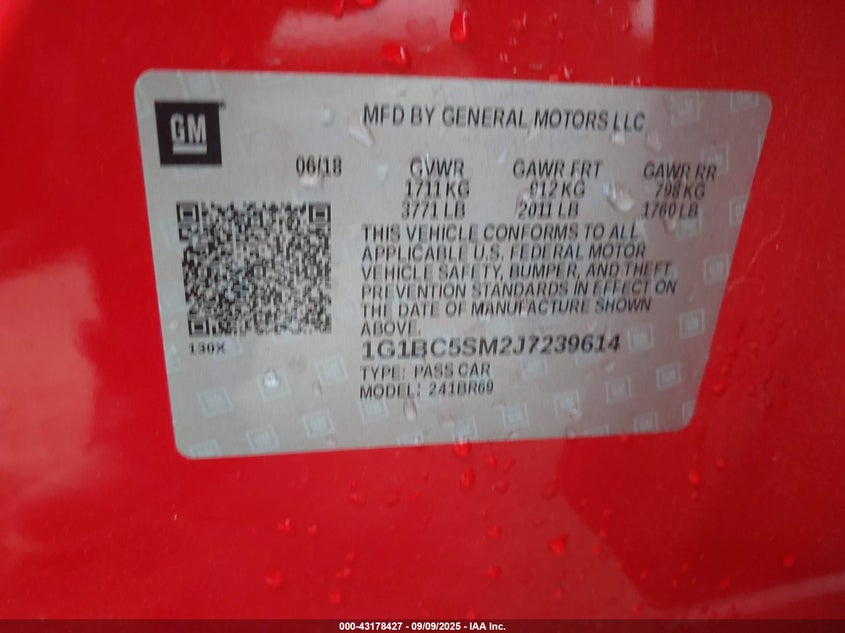 GM
MFD BY GENERAL MOTORS LLC
06/18 GVWR GAWR FRT GAWR RR
1711 KG 912 KG 798 KG
3771 LB 2011 LB 1760 LB
THIS VEHICLE CONFORMS TO ALL
APPLICABLE U.S. FEDERAL MOTOR
VEHICLE SAFETY, BUMPER, AND THEFT
PREVENTION STANDARDS IN EFFECT ON
THE DATE OF MANUFACTURE SHOWN
ABOVE.
130X
1G1BC5SM2J7239614
TYPE: PASS CAR
MODEL: 241BR69
000-43178427 - 09/09/2025 - IAA Inc.